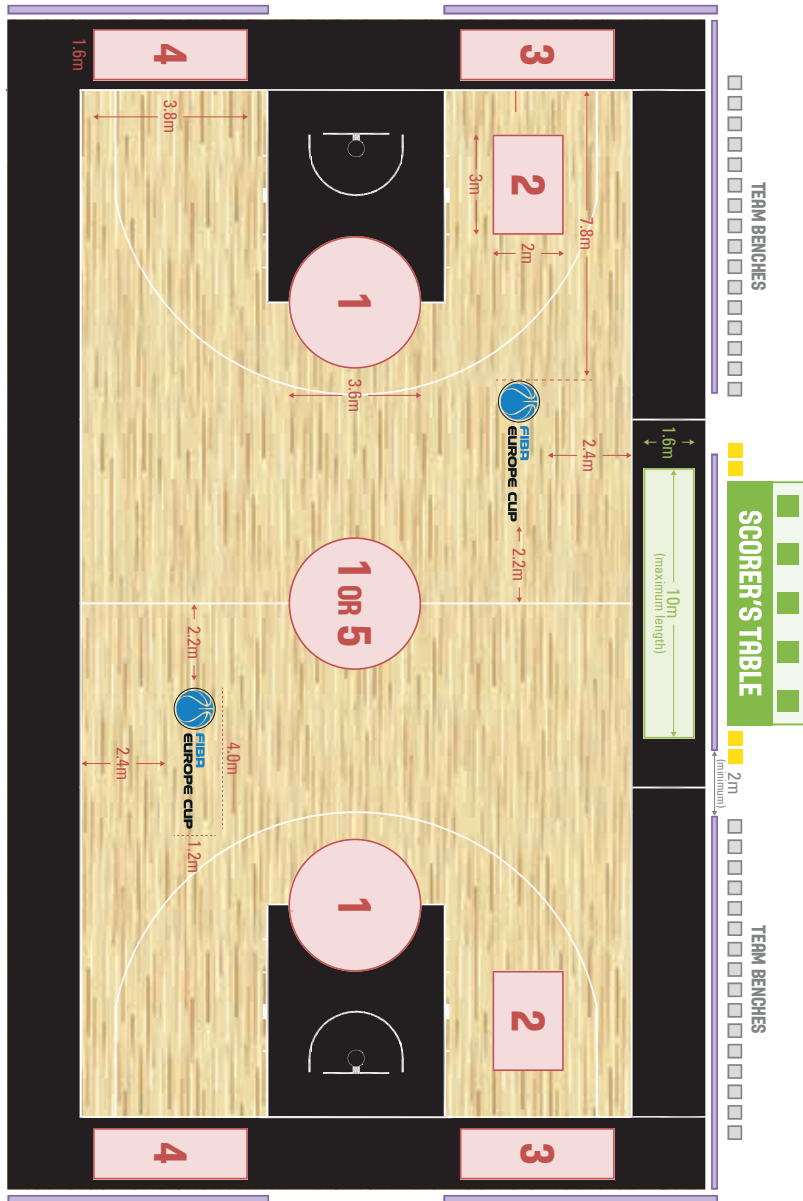 4
3
1.6m
3.8m
3m
2
2m
7.8m
TEAM BENCHES
1
3.6m
FIBA
EUROPE CUP
2.4m
1.6m
2.2m
10m
(maximum length)
SCORER'S TABLE
1 OR 5
2.2m
FIBA
EUROPE CUP
4.0m
2.4m
1.2m
2m
(minimum)
1
2
TEAM BENCHES
4
3